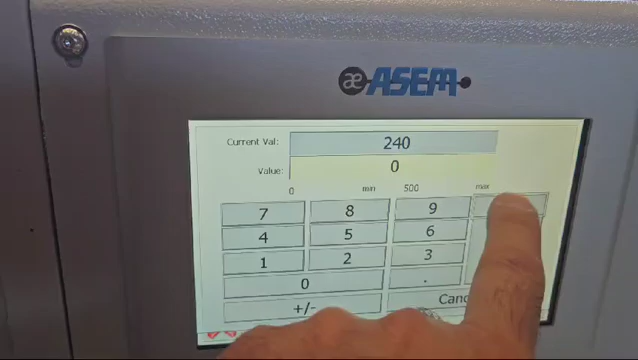 æ ASEM
Current Val: 240
Value: 0
0 min 500 max
7 8 9
4 5 6
1 2 3
0 .
+/-